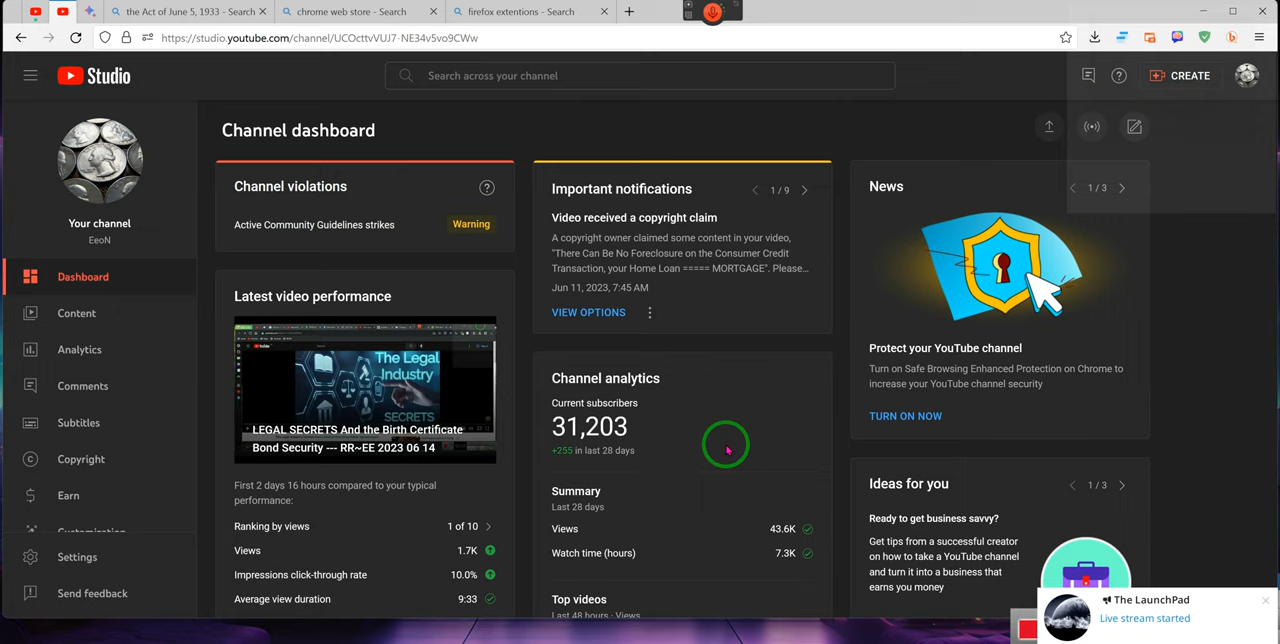 the Act of June 5, 1933 - Search
chrome web store - Search
firefox extentions - Search
https://studio.youtube.com/channel/UCOcttvVUJ7-NE34v5vo9CWw
Studio
Search across your channel
CREATE
Your channel
EeoN
Dashboard
Content
Analytics
Comments
Subtitles
Copyright
Earn
Customization
Settings
Send feedback
Channel dashboard
Channel violations
Active Community Guidelines strikes
Warning
Latest video performance
The Legal
Industry
SECRETS
LEGAL SECRETS And the Birth Certificate
Bond Security --- RR~EE 2023 06 14
First 2 days 16 hours compared to your typical
performance:
Ranking by views
1 of 10
Views
1.7K
Impressions click-through rate
10.0%
Average view duration
9:33
Important notifications
1 / 9
Video received a copyright claim
A copyright owner claimed some content in your video,
"There Can Be No Foreclosure on the Consumer Credit
Transaction, your Home Loan ===== MORTGAGE". Please...
Jun 11, 2023, 7:45 AM
VIEW OPTIONS
Channel analytics
Current subscribers
31,203
+255 in last 28 days
Summary
Last 28 days
Views
43.6K
Watch time (hours)
7.3K
Top videos
Last 48 hours · Views
News
1 / 3
Protect your YouTube channel
Turn on Safe Browsing Enhanced Protection on Chrome to
increase your YouTube channel security
TURN ON NOW
Ideas for you
1 / 3
Ready to get business savvy?
Get tips from a successful creator
on how to take a YouTube channel
and turn it into a business that
earns you money
The LaunchPad
Live stream started